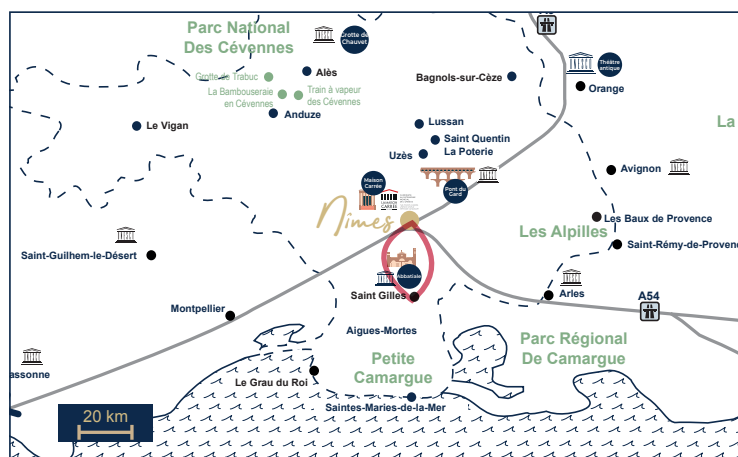 Parc National
Des Cévennes
Grotte de
Chauvet
Théâtre
antique
Grotte de Trabuc
Alès
Bagnols-sur-Cèze
Orange
La Bambouseraie
en Cévennes
Train à vapeur
des Cévennes
Anduze
Le Vigan
Lussan
La
Saint Quentin
La Poterie
Uzès
Avignon
Maison
Carrée
Pont du
Gard
Nîmes
Les Baux de Provence
Les Alpilles
Saint-Rémy-de-Provence
Saint-Guilhem-le-Désert
Abbatiale
Saint Gilles
Arles
A54
Montpellier
Aigues-Mortes
Parc Régional
De Camargue
Petite
Camargue
assonne
Le Grau du Roi
Saintes-Maries-de-la-Mer
20 km